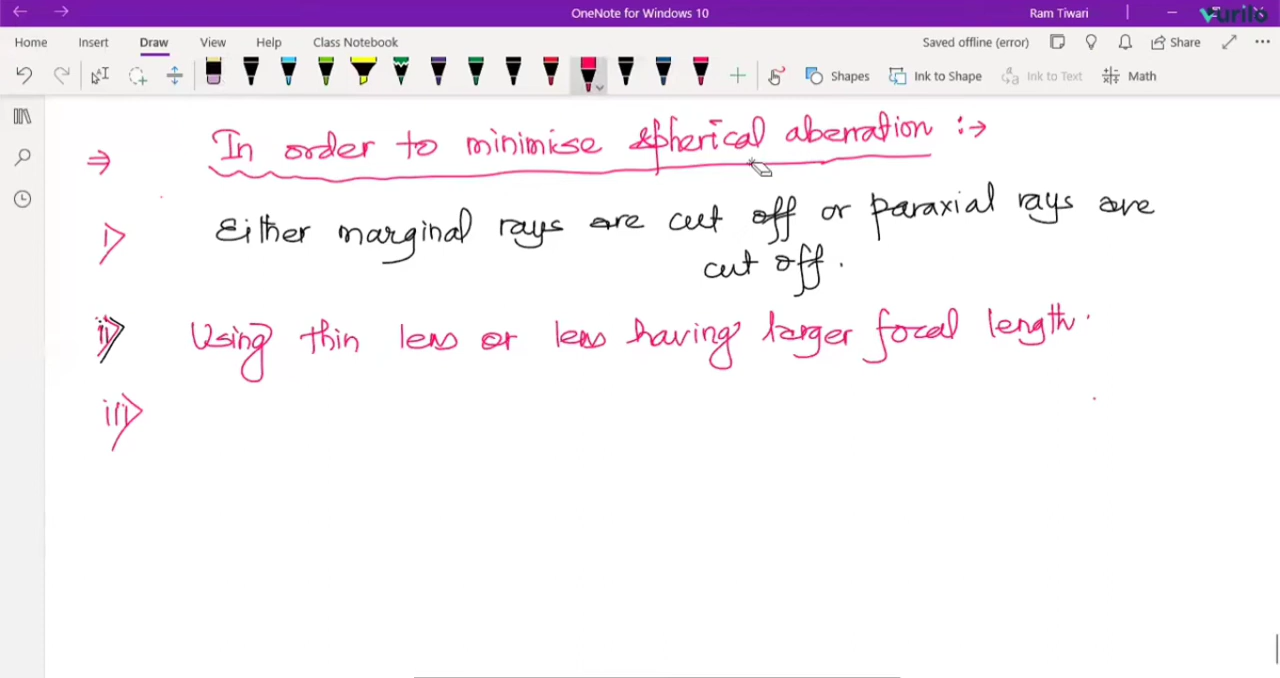 OneNote for Windows 10
Ram Tiwari
vurilo
Home Insert Draw View Help Class Notebook
Saved offline (error) Share
Shapes Ink to Shape Ink to Text Math
⇒ In order to minimise spherical aberration :→
i> Either marginal rays are cut off or paraxial rays are
cut off.
ii> Using thin lens or lens having larger focal length.
iii>